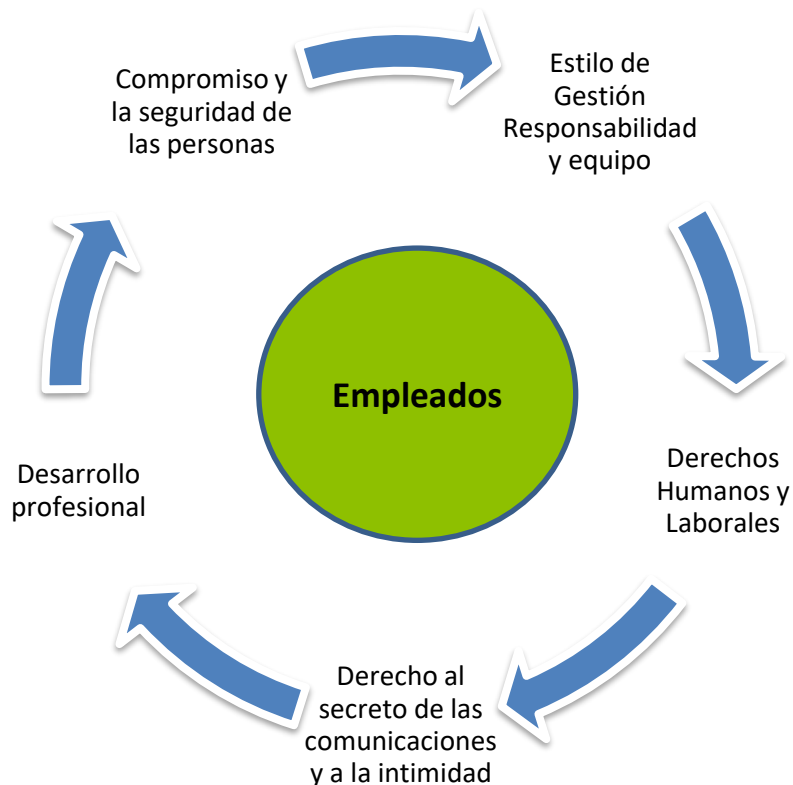 Compromiso y
la seguridad de
las personas
Estilo de
Gestión
Responsabilidad
y equipo
Empleados
Derechos
Humanos y
Laborales
Desarrollo
profesional
Derecho al
secreto de las
comunicaciones
y a la intimidad